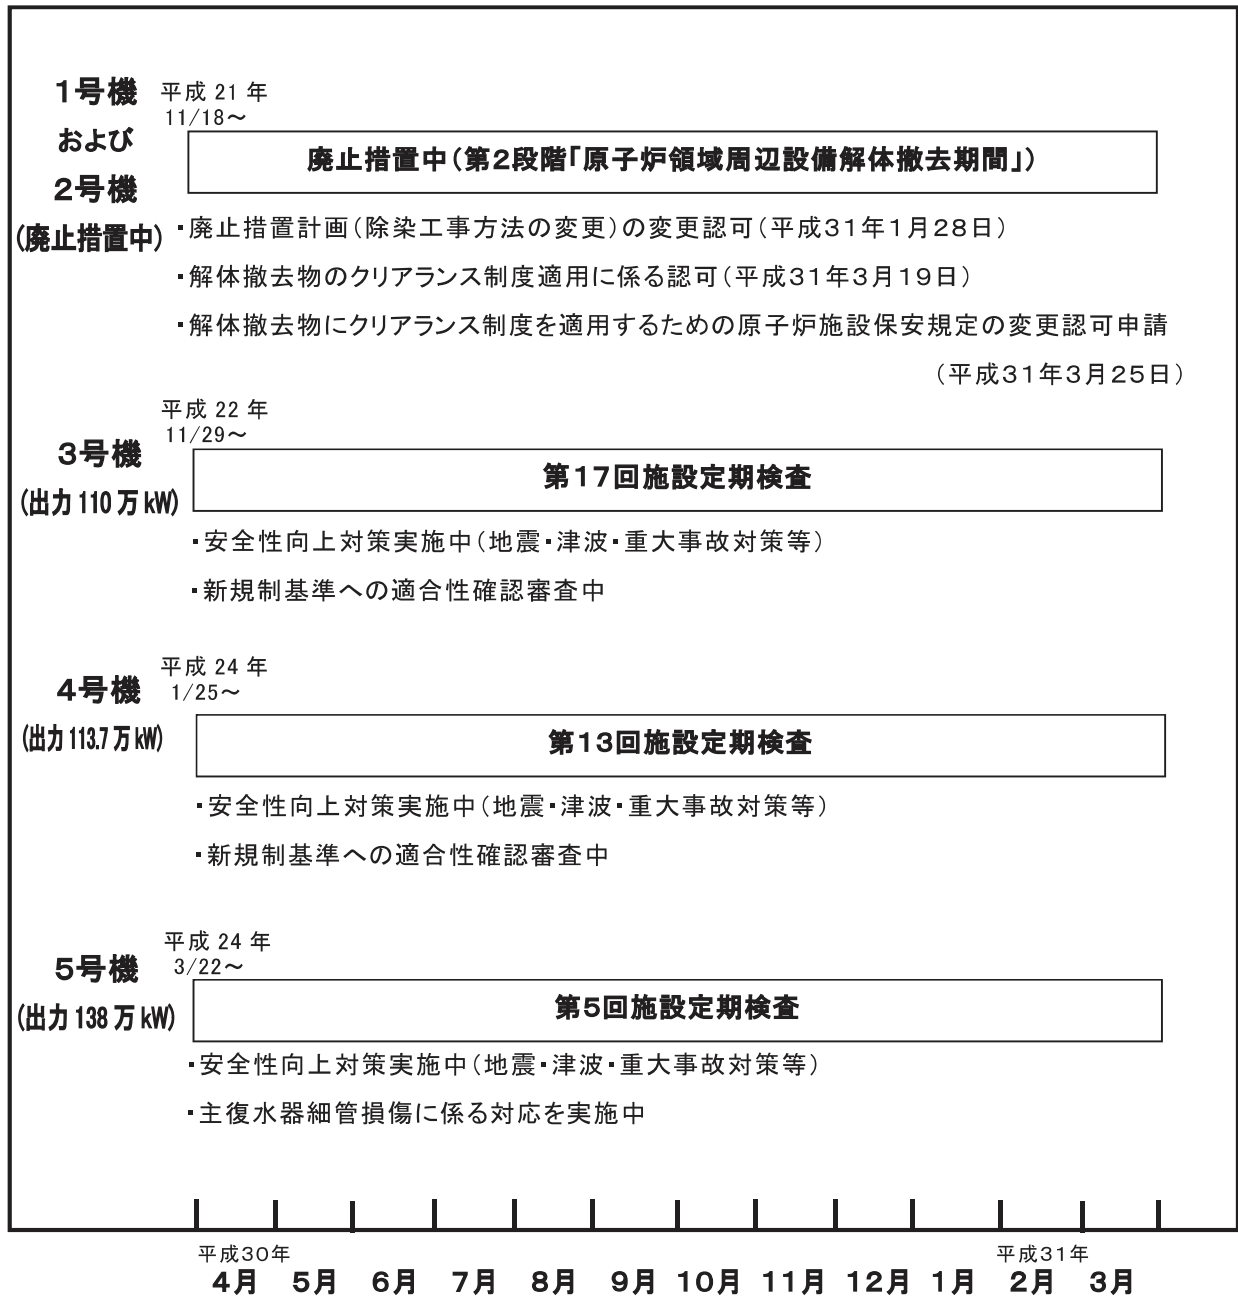 1号機
および
2号機
(廃止措置中)
平成 21 年
11/18～
廃止措置中(第2段階「原子炉領域周辺設備解体撤去期間」)
・廃止措置計画(除染工事方法の変更)の変更認可(平成31年1月28日)
・解体撤去物のクリアランス制度適用に係る認可(平成31年3月19日)
・解体撤去物にクリアランス制度を適用するための原子炉施設保安規定の変更認可申請
(平成31年3月25日)
3号機
(出力 110 万 kW)
平成 22 年
11/29～
第17回施設定期検査
・安全性向上対策実施中(地震・津波・重大事故対策等)
・新規制基準への適合性確認審査中
4号機
(出力 113.7 万 kW)
平成 24 年
1/25～
第13回施設定期検査
・安全性向上対策実施中(地震・津波・重大事故対策等)
・新規制基準への適合性確認審査中
5号機
(出力 138 万 kW)
平成 24 年
3/22～
第5回施設定期検査
・安全性向上対策実施中(地震・津波・重大事故対策等)
・主復水器細管損傷に係る対応を実施中
平成30年 平成31年
4月 5月 6月 7月 8月 9月 10月 11月 12月 1月 2月 3月